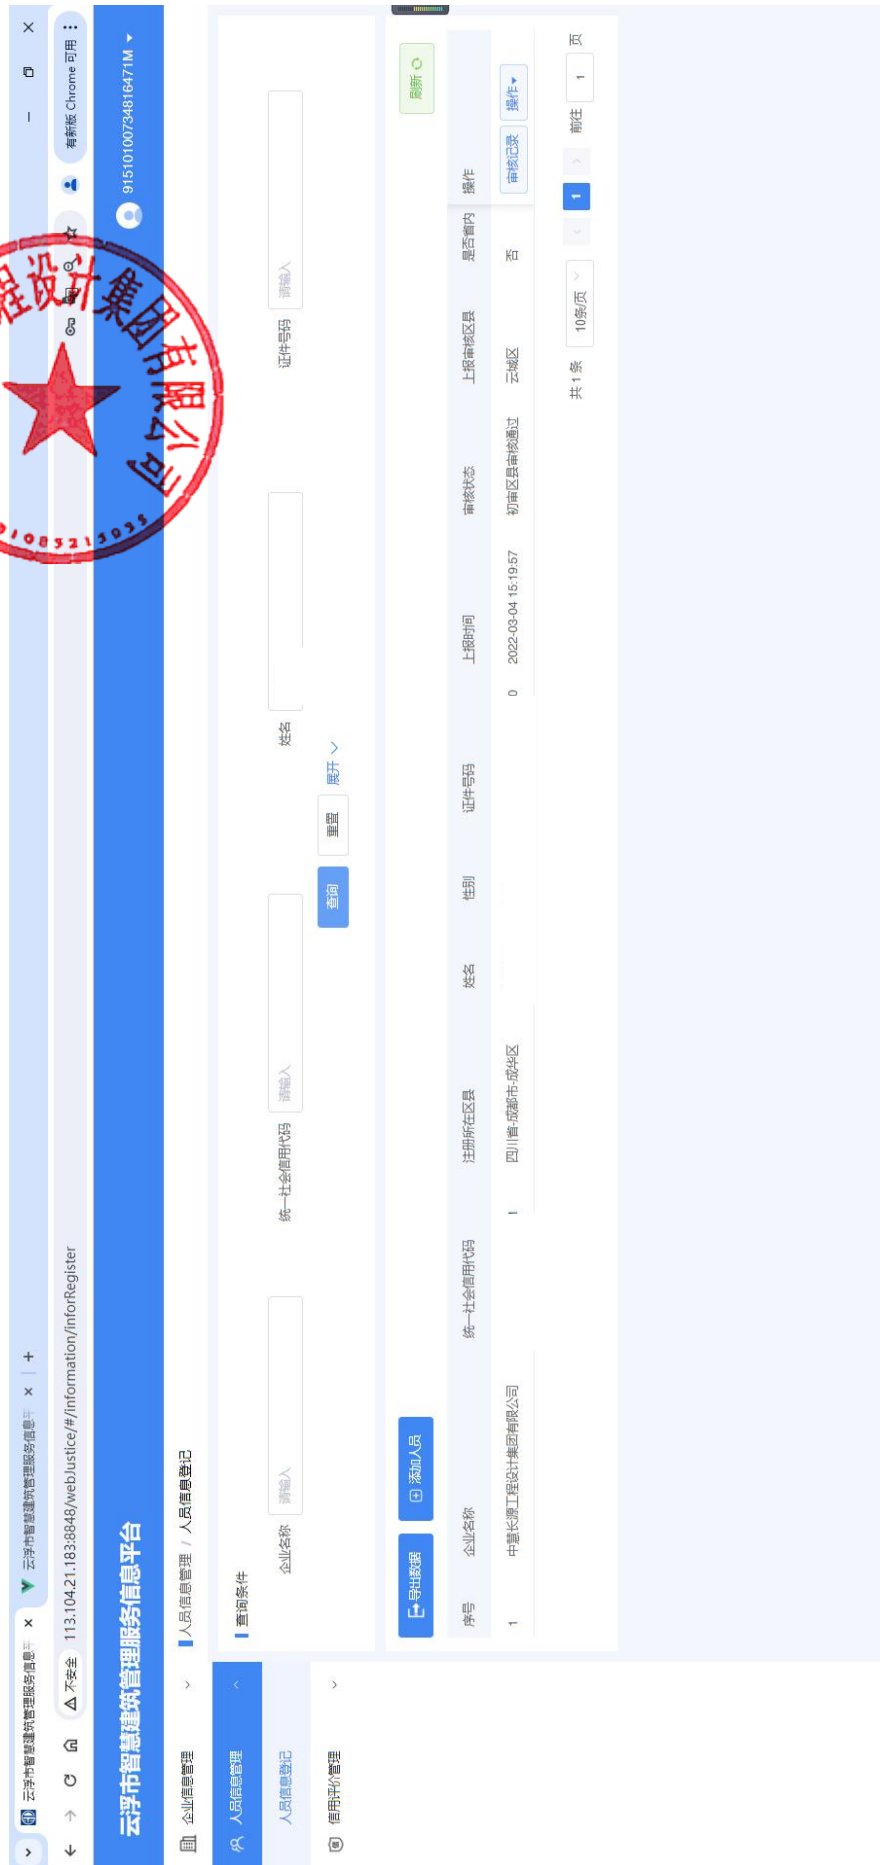 云浮市智慧建筑管理服务信息平 ×
云浮市智慧建筑管理服务信息平 ×
不安全 113.104.21.183:8848/webJustice/#/information/inforRegister
有新版 Chrome 可用
云浮市智慧建筑管理服务信息平台
91510100734816471M
企业信息管理
人员信息管理
人员信息登记
信用评价管理
人员信息管理 / 人员信息登记
查询条件
企业名称 请输入
统一社会信用代码 请输入
姓名
证件号码 请输入
查询 重置 展开
导出数据 添加人员
刷新
序号 企业名称 统一社会信用代码 注册所在区县 姓名 性别 证件号码 上报时间 审核状态 上报审核区县 是否省内 操作
1 中慧长源工程设计集团有限公司 1 四川省-成都市-成华区 0 2022-03-04 15:19:57 初审区县审核通过 云城区 否 审核记录 操作
共 1 条 10条/页 1 前往 1 页
程设计集团有限公司